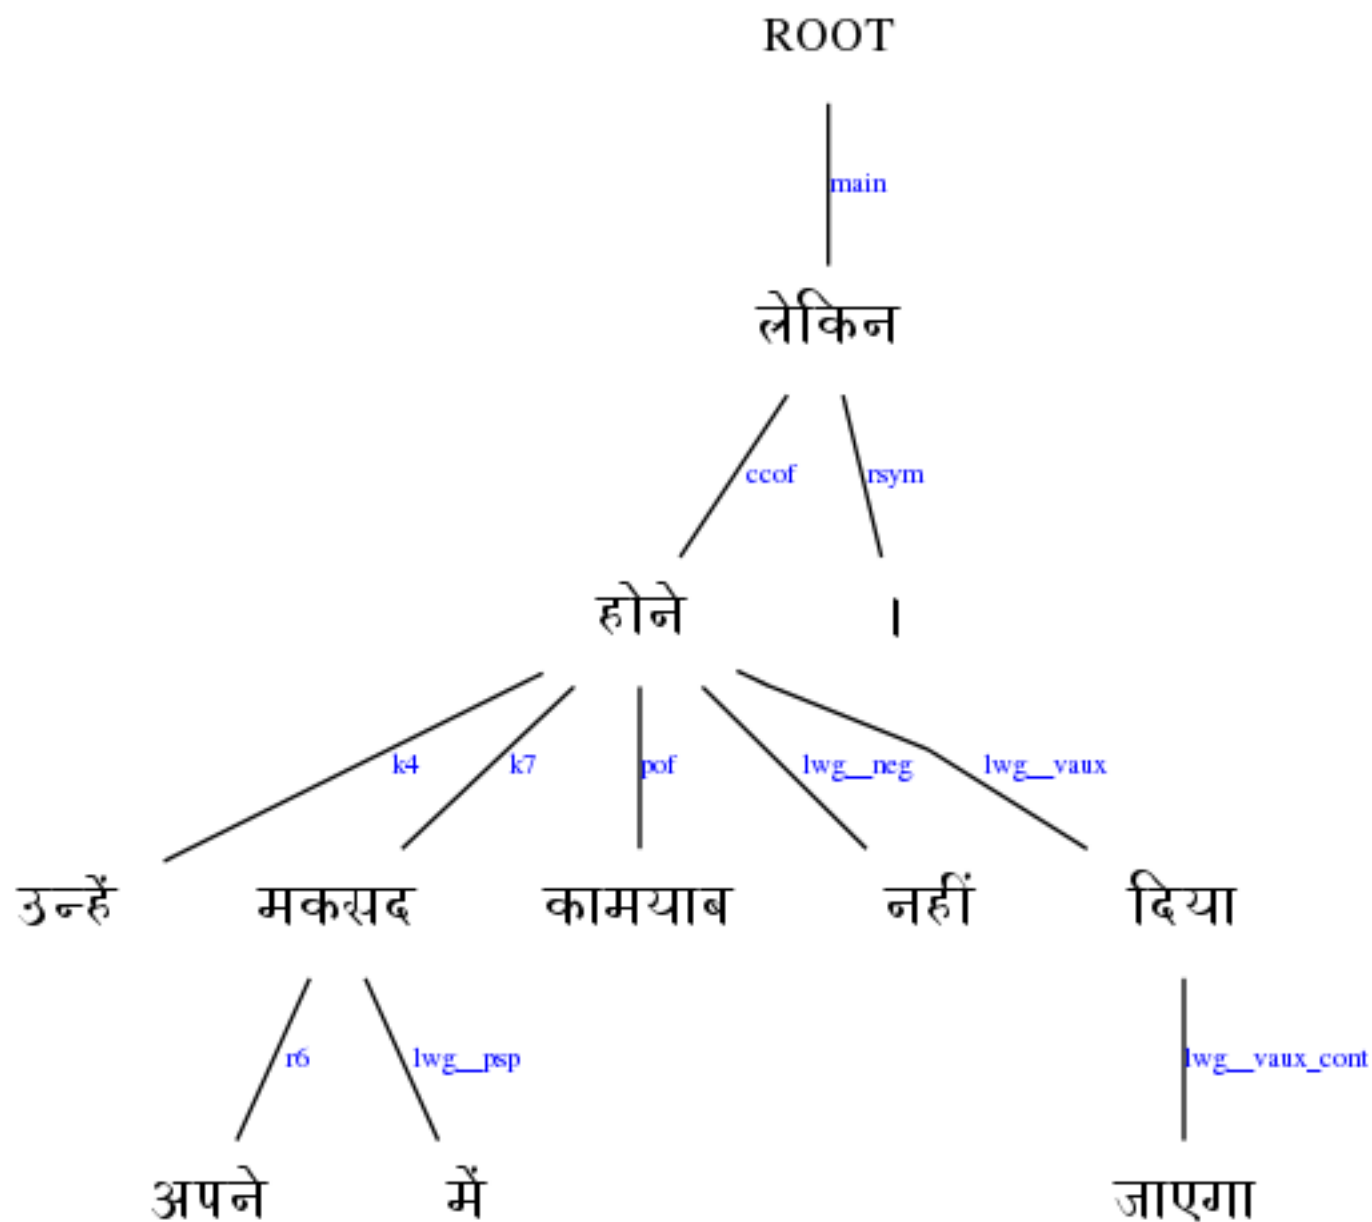 ROOT
main
लेकिन
ccof rsym
होने ।
k4 k7 pof lwg__neg lwg__vaux
उन्हें मकसद कामयाब नहीं दिया
r6 lwg__psp lwg__vaux_cont
अपने में जाएगा